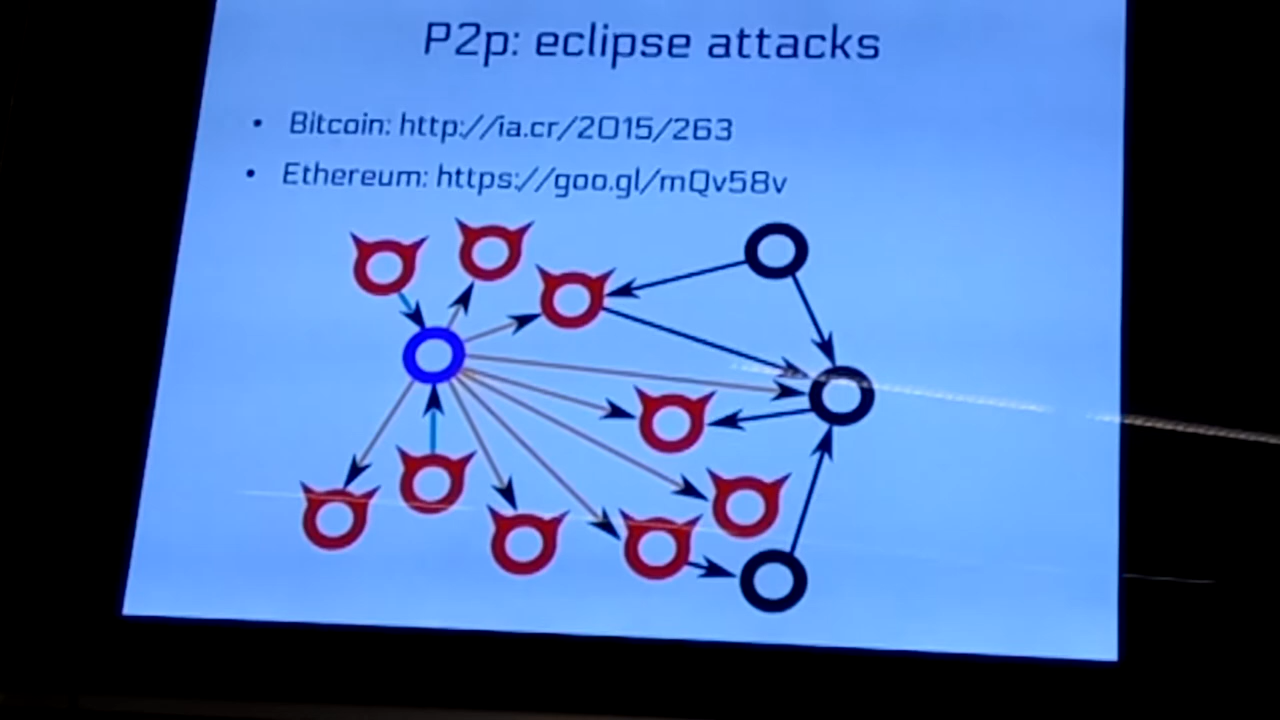 P2p: eclipse attacks
• Bitcoin: http://ia.cr/2015/263
• Ethereum: https://goo.gl/mQv58v